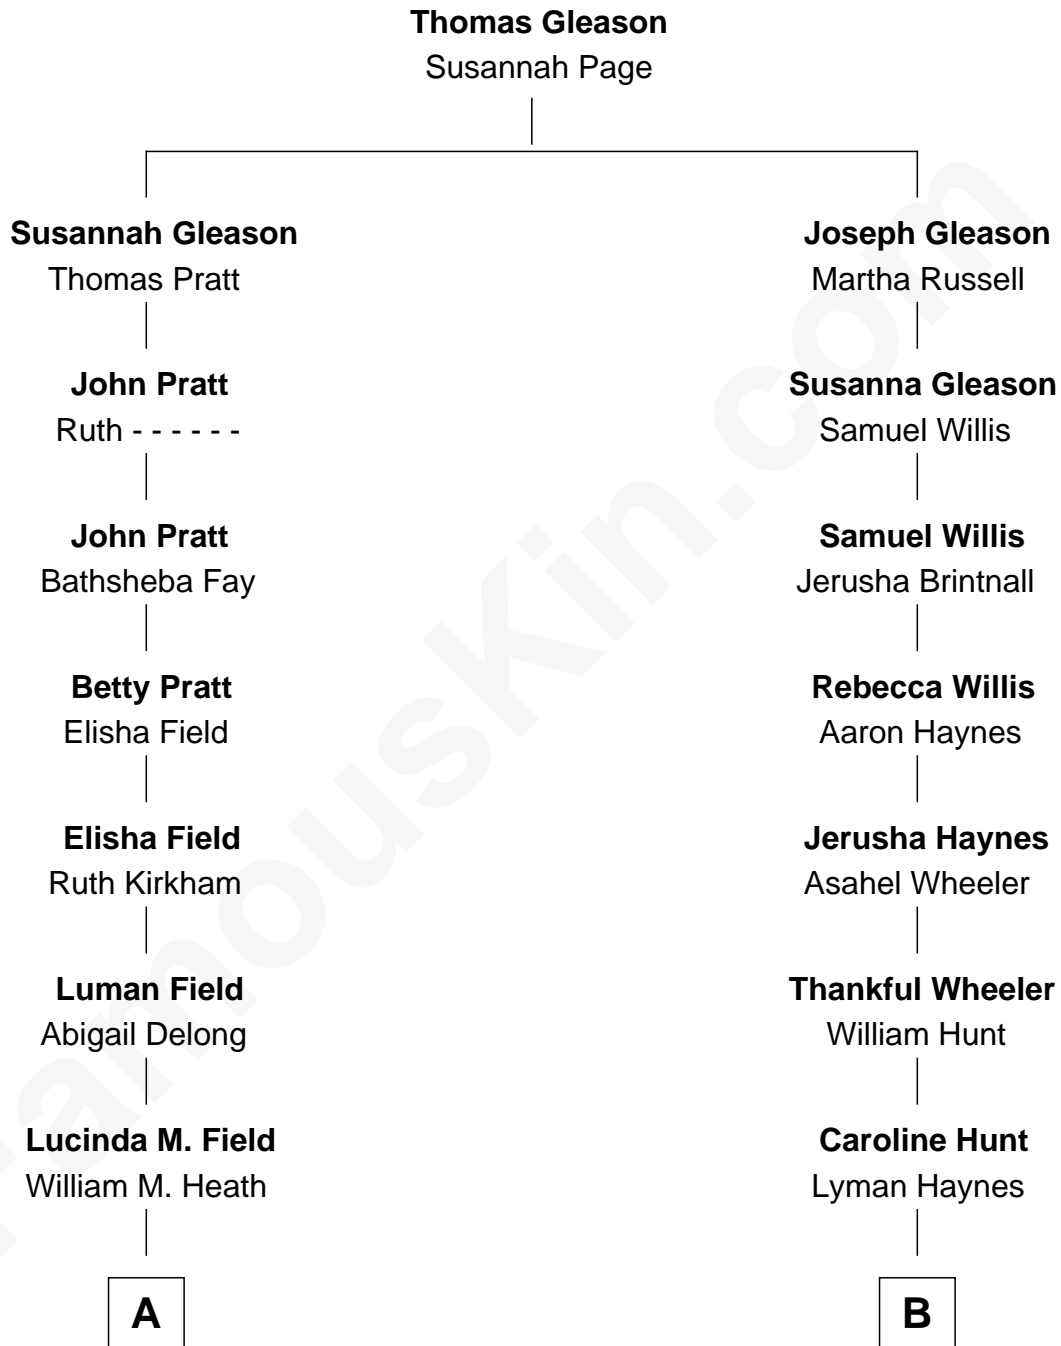 Thomas Gleason
Susannah Page
Susannah Gleason
Thomas Pratt
John Pratt
Ruth - - - - - -
John Pratt
Bathsheba Fay
Betty Pratt
Elisha Field
Elisha Field
Ruth Kirkham
Luman Field
Abigail Delong
Lucinda M. Field
William M. Heath
A
Joseph Gleason
Martha Russell
Susanna Gleason
Samuel Willis
Samuel Willis
Jerusha Brintnall
Rebecca Willis
Aaron Haynes
Jerusha Haynes
Asahel Wheeler
Thankful Wheeler
William Hunt
Caroline Hunt
Lyman Haynes
B
FamousKin.com